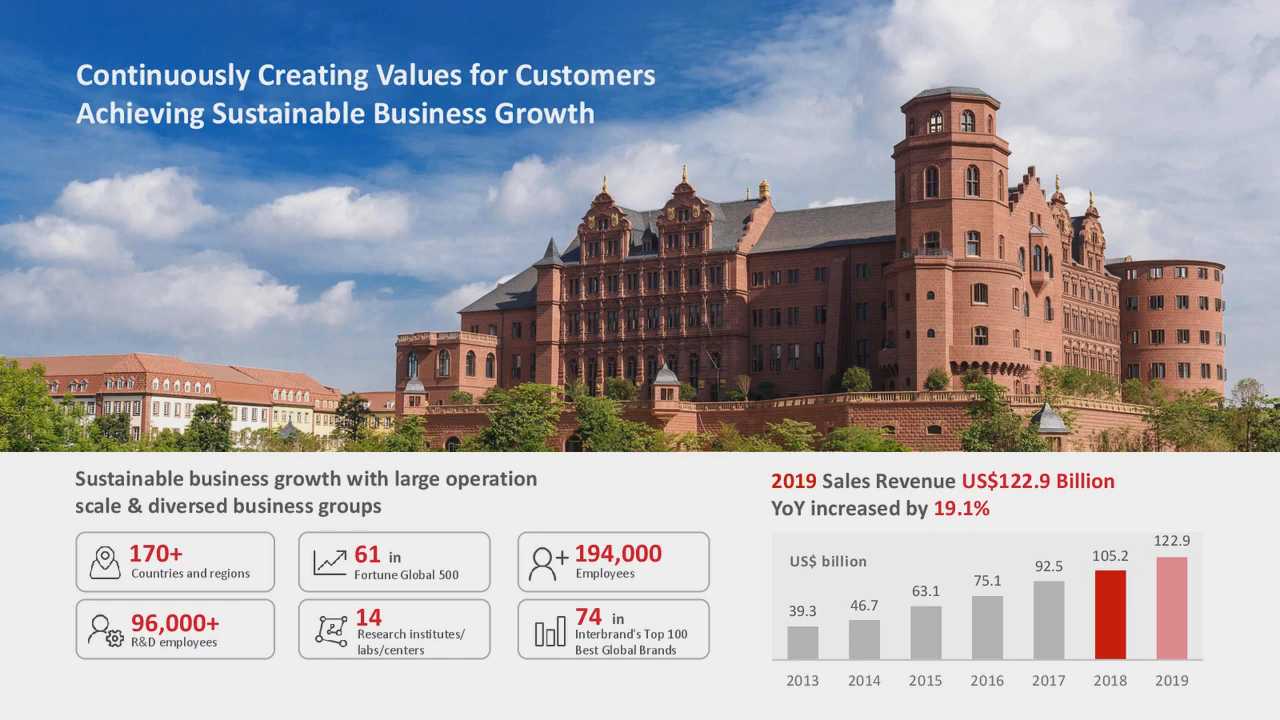 Continuously Creating Values for Customers
Achieving Sustainable Business Growth
Sustainable business growth with large operation
scale & diversed business groups
170+
Countries and regions
61 in
Fortune Global 500
194,000
Employees
96,000+
R&D employees
14
Research institutes/
labs/centers
74 in
Interbrand's Top 100
Best Global Brands
2019 Sales Revenue US$122.9 Billion
YoY increased by 19.1%
US$ billion
39.3
46.7
63.1
75.1
92.5
105.2
122.9
2013 2014 2015 2016 2017 2018 2019